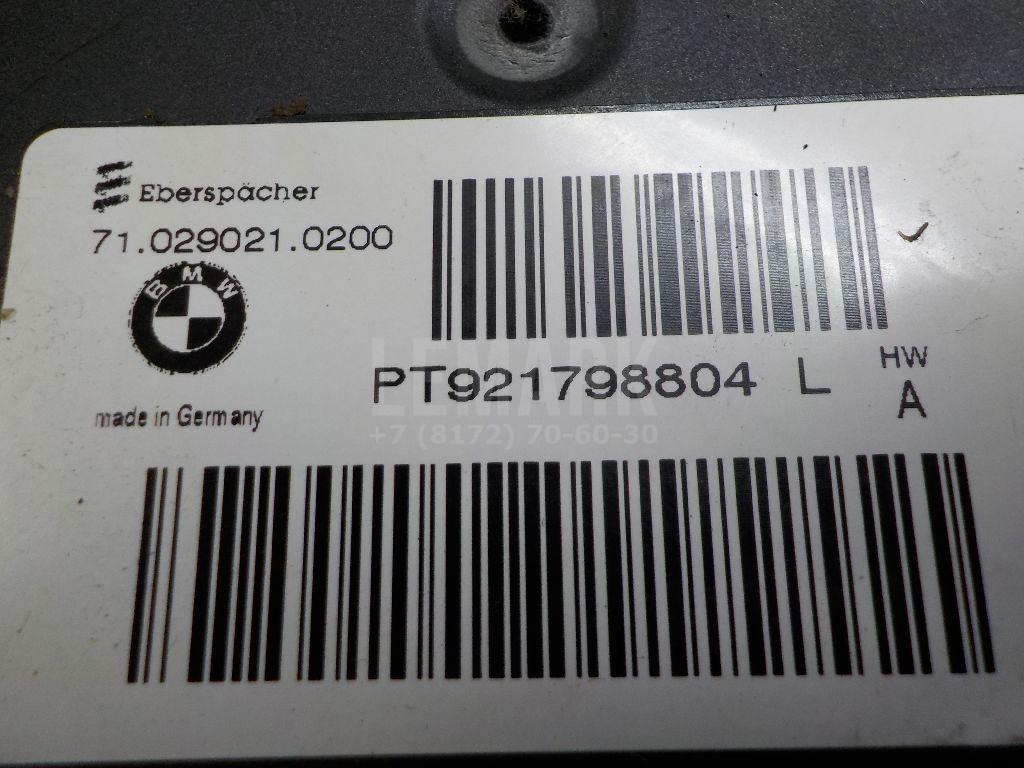 Eberspächer
71.029021.0200
BMW
made in Germany
PT921798804 L
HW
A
LEMARK
+7 (8172) 70-60-30